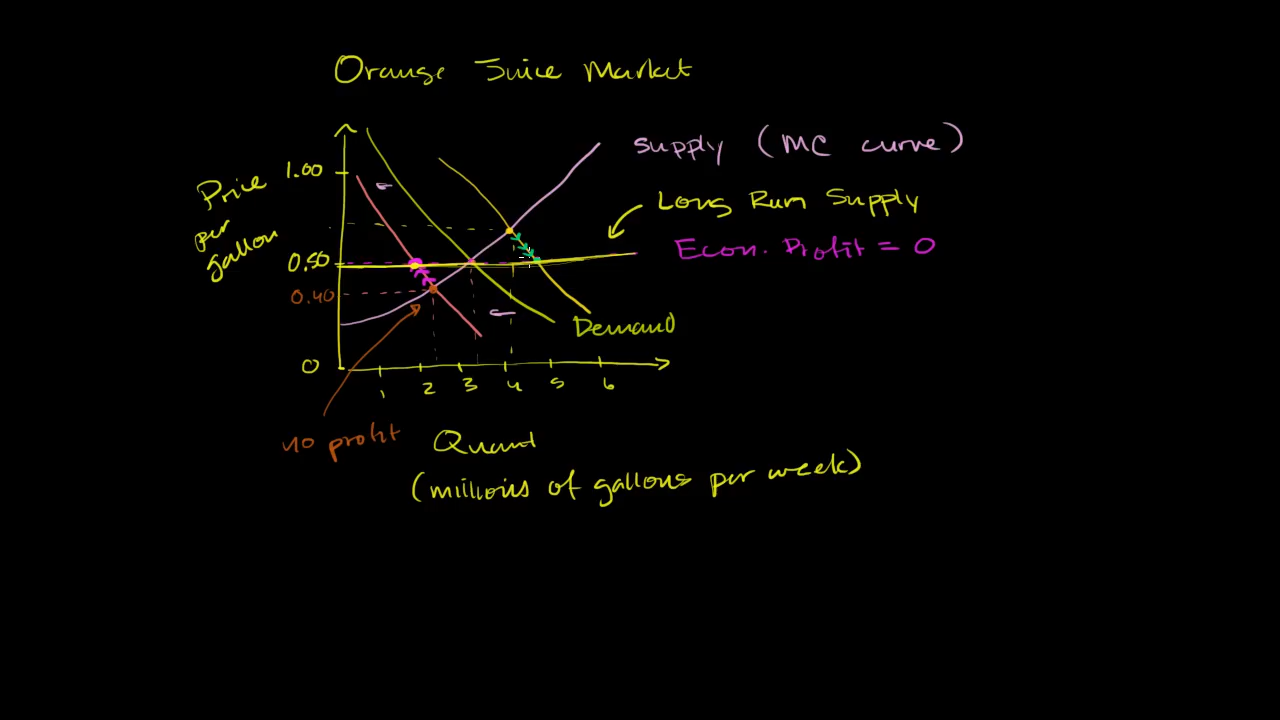 Orange Juice Market
Supply (MC curve)
Long Run Supply
Econ. Profit = 0
Price
per
gallon
1.00
0.50
0.40
0
Demand
1 2 3 4 5 6
no profit
Quant
(millions of gallons per week)